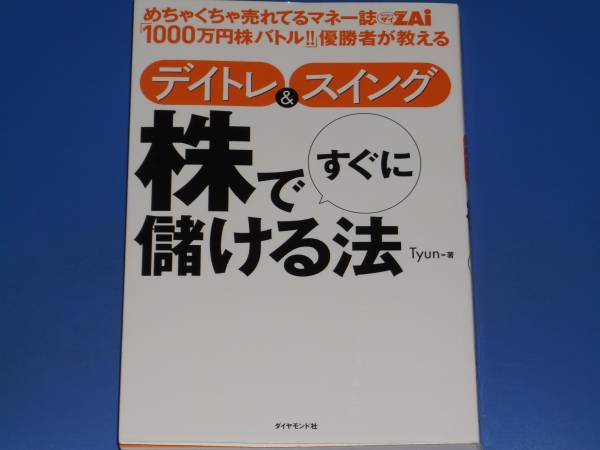 めちゃくちゃ売れてるマネー誌ダイヤモンドZAi
「1000万円株バトル!!」優勝者が教える
デイトレ&スイング
株で
すぐに
儲ける法
Tyun=著
ダイヤモンド社